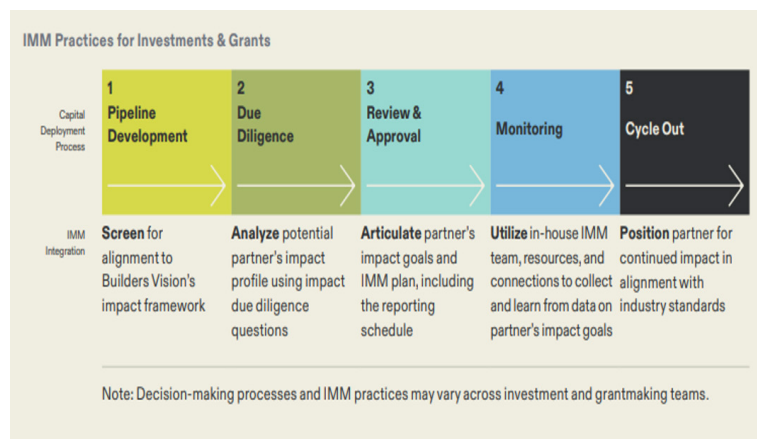 IMM Practices for Investments & Grants
Capital
Deployment
Process
1
Pipeline
Development
2
Due
Diligence
3
Review &
Approval
4
Monitoring
5
Cycle Out
IMM
Integration
Screen for
alignment to
Builders Vision's
impact framework
Analyze potential
partner's impact
profile using impact
due diligence
questions
Articulate partner's
impact goals and
IMM plan, including
the reporting
schedule
Utilize in-house IMM
team, resources, and
connections to collect
and learn from data on
partner's impact goals
Position partner for
continued impact in
alignment with
industry standards
Note: Decision-making processes and IMM practices may vary across investment and grantmaking teams.